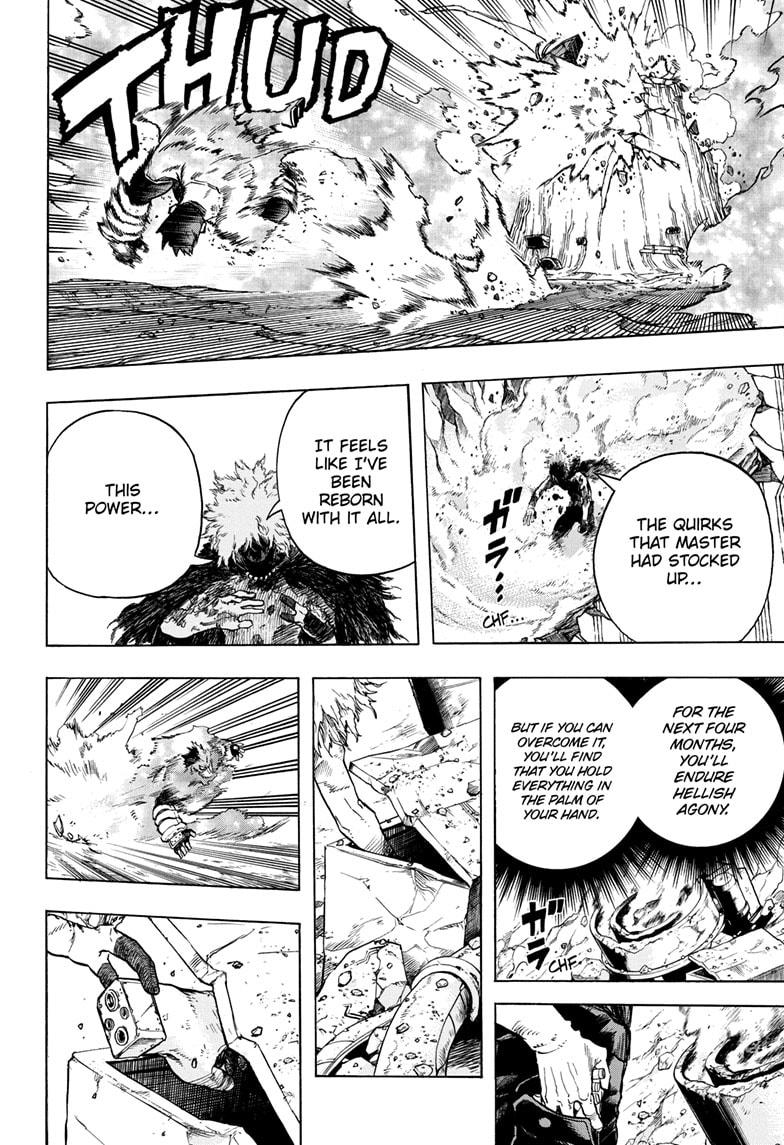 THUD
THE QUIRKS
THAT MASTER
HAD STOCKED
UP...
ガラ…
CHF...
IT FEELS
LIKE I'VE
BEEN
REBORN
WITH IT ALL.
THIS
POWER...
FOR THE
NEXT FOUR
MONTHS,
YOU'LL
ENDURE
HELLISH
AGONY.
BUT IF YOU CAN
OVERCOME IT,
YOU'LL FIND
THAT YOU HOLD
EVERYTHING
IN THE PALM OF
YOUR HAND.
ガラ
CHF